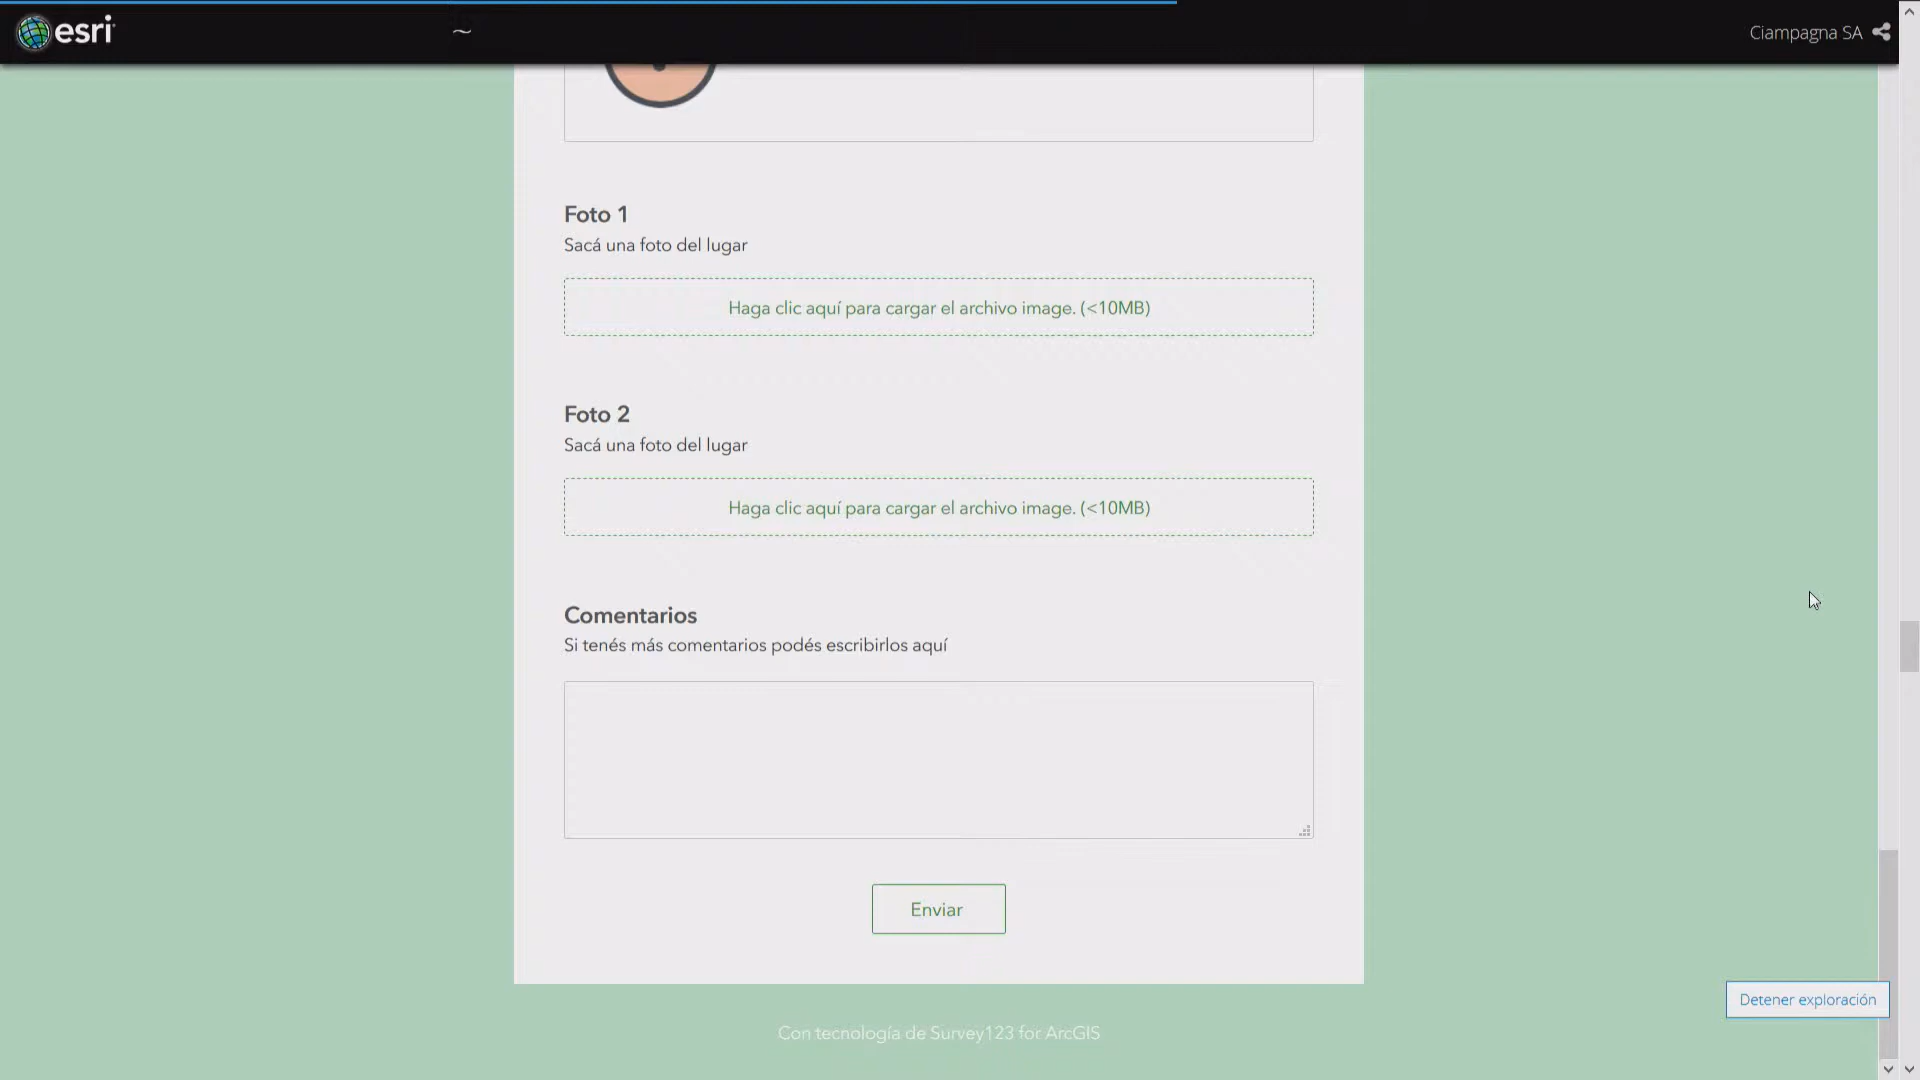 esri
~
Ciampagna SA
Foto 1
Sacá una foto del lugar
Haga clic aquí para cargar el archivo image. (<10MB)
Foto 2
Sacá una foto del lugar
Haga clic aquí para cargar el archivo image. (<10MB)
Comentarios
Si tenés más comentarios podés escribirlos aquí
Enviar
Detener exploración
Con tecnología de Survey123 for ArcGIS